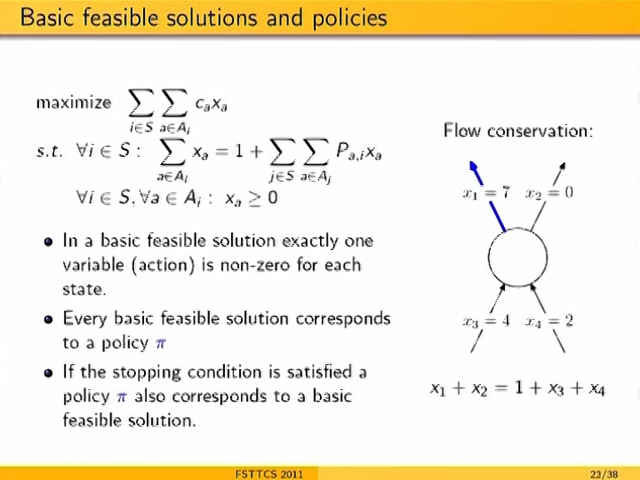 Basic feasible solutions and policies
maximize ∑_{i∈S} ∑_{a∈A_i} c_a x_a
s.t. ∀i ∈ S : ∑_{a∈A_i} x_a = 1 + ∑_{j∈S} ∑_{a∈A_j} P_{a,i} x_a
∀i ∈ S, ∀a ∈ A_i : x_a ≥ 0
• In a basic feasible solution exactly one
variable (action) is non-zero for each
state.
• Every basic feasible solution corresponds
to a policy π
• If the stopping condition is satisfied a
policy π also corresponds to a basic
feasible solution.
Flow conservation:
x_1 = 7 x_2 = 0
x_3 = 4 x_4 = 2
x_1 + x_2 = 1 + x_3 + x_4
FSTTCS 2011
23/38